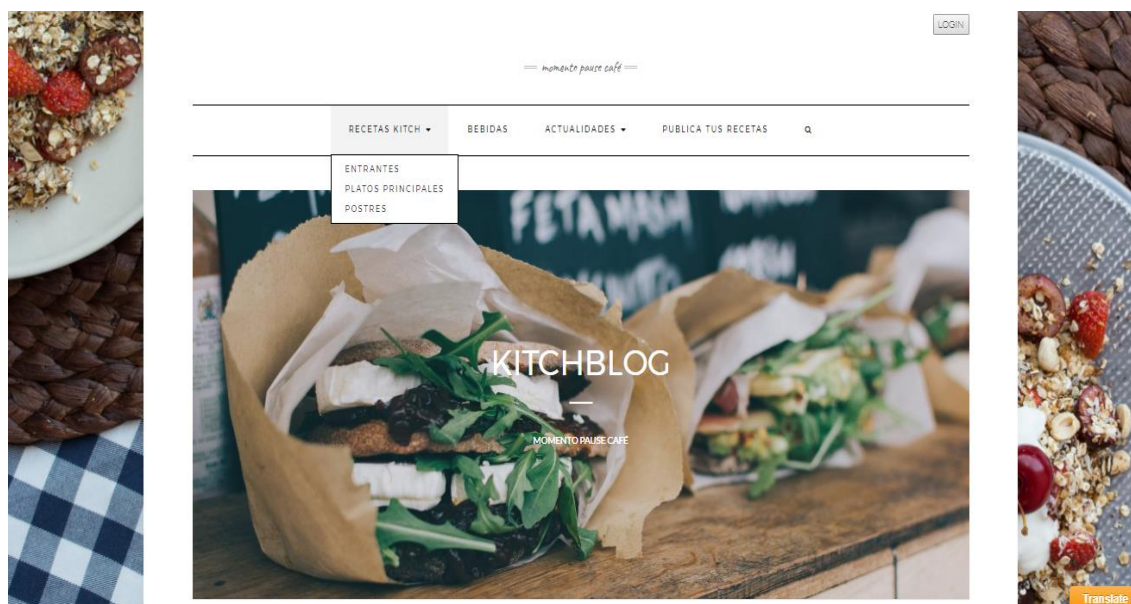 LOGIN
momento pause café
RECETAS KITCH
BEBIDAS
ACTUALIDADES
PUBLICA TUS RECETAS
ENTRANTES
PLATOS PRINCIPALES
POSTRES
FETA MASH
KITCHBLOG
MOMENTO PAUSE CAFÉ
Translate